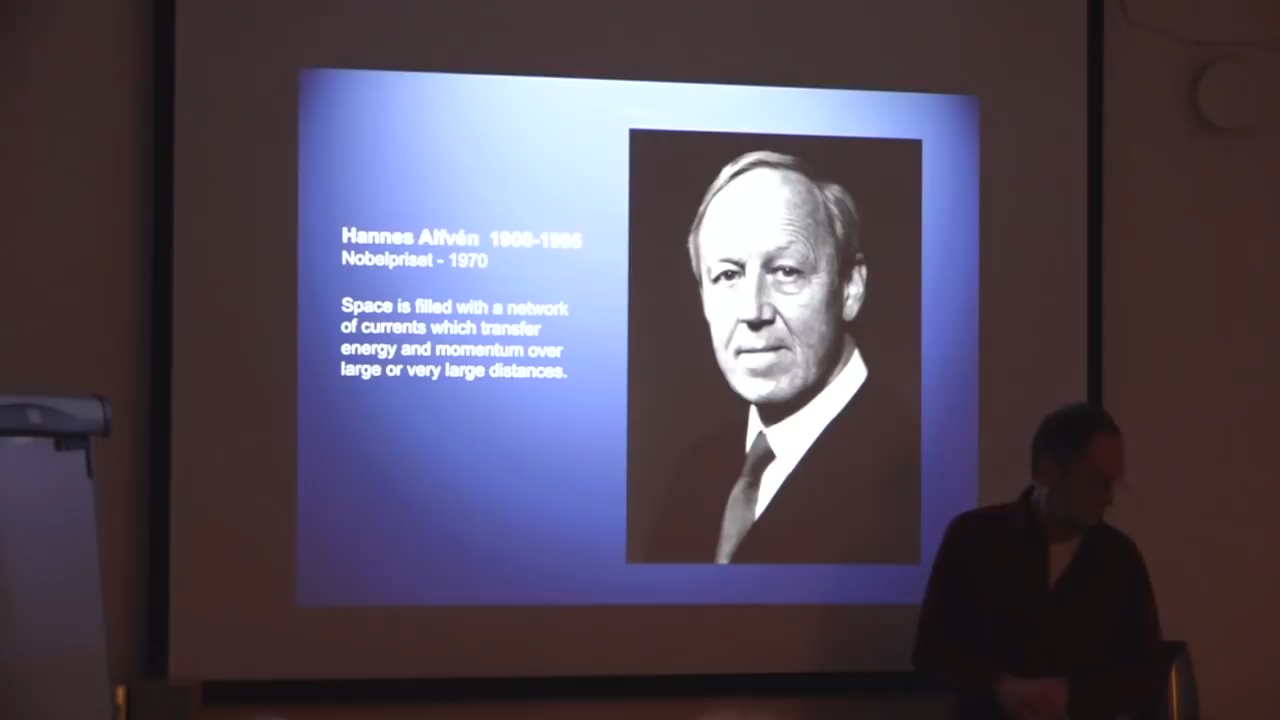 Hannes Alfvén 1908-1995
Nobelpriset - 1970
Space is filled with a network
of currents which transfer
energy and momentum over
large or very large distances.